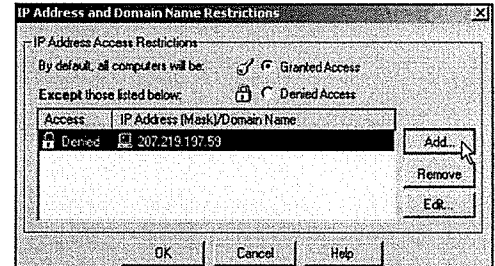 IP Address and Domain Name Restrictions
IP Address Access Restrictions
By default, all computers will be: Granted Access
Except those listed below: Denied Access
Access IP Address (Mask)/Domain Name
Denied 207.219.197.59
Add...
Remove
Edit...
OK Cancel Help